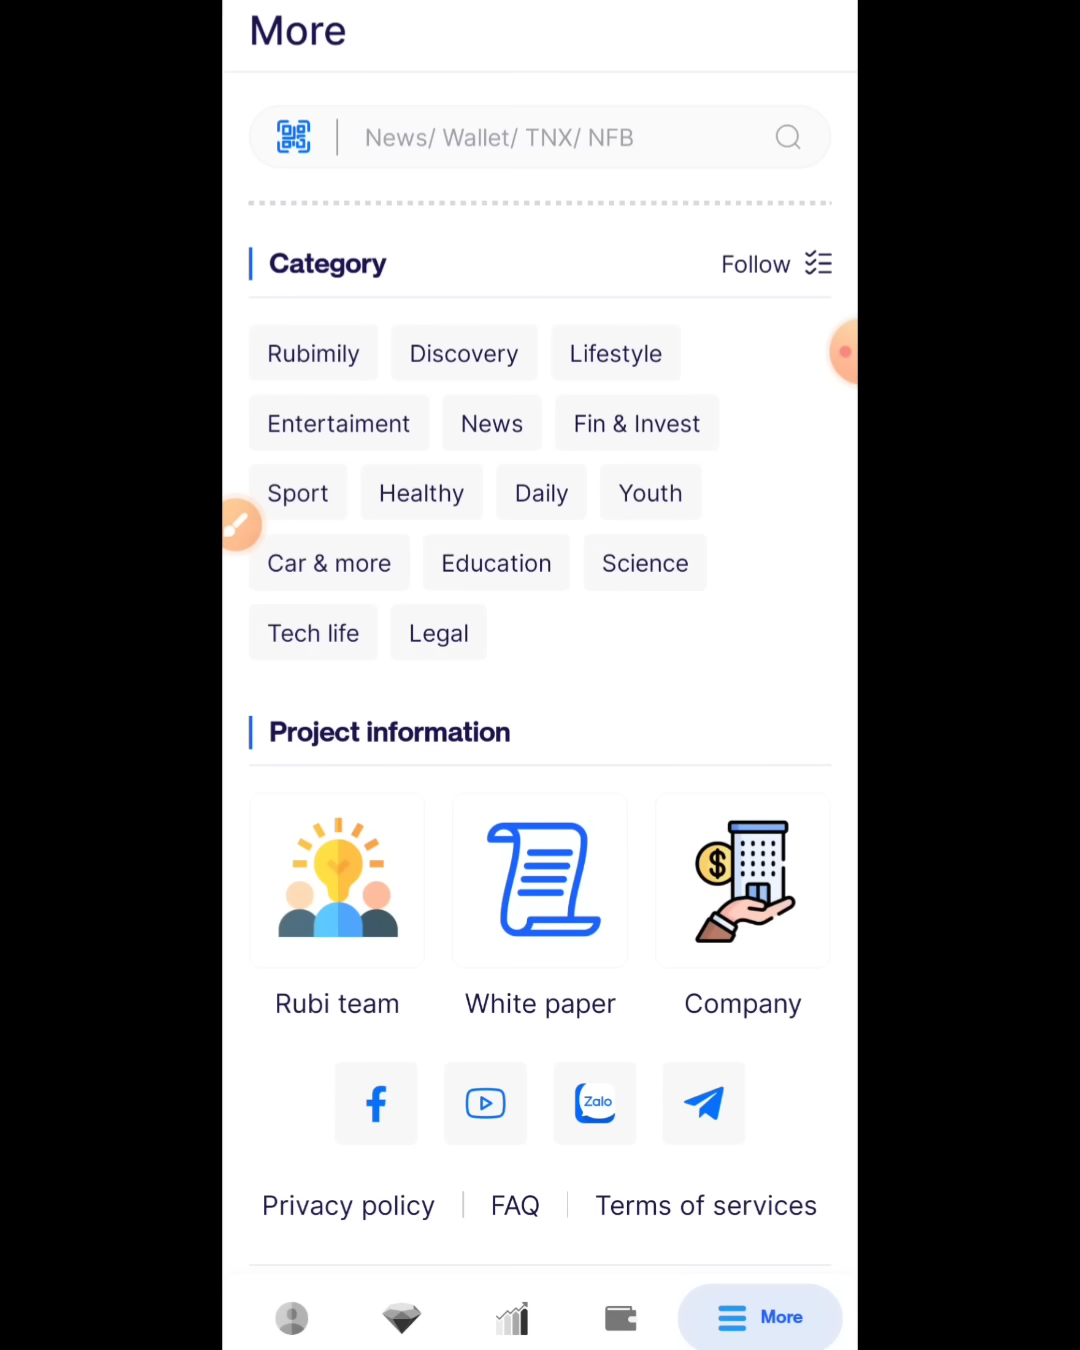 More
News/ Wallet/ TNX/ NFB
Category
Follow
Rubimily Discovery Lifestyle
Entertaiment News Fin & Invest
Sport Healthy Daily Youth
Car & more Education Science
Tech life Legal
Project information
Rubi team White paper Company
Zalo
Privacy policy FAQ Terms of services
More